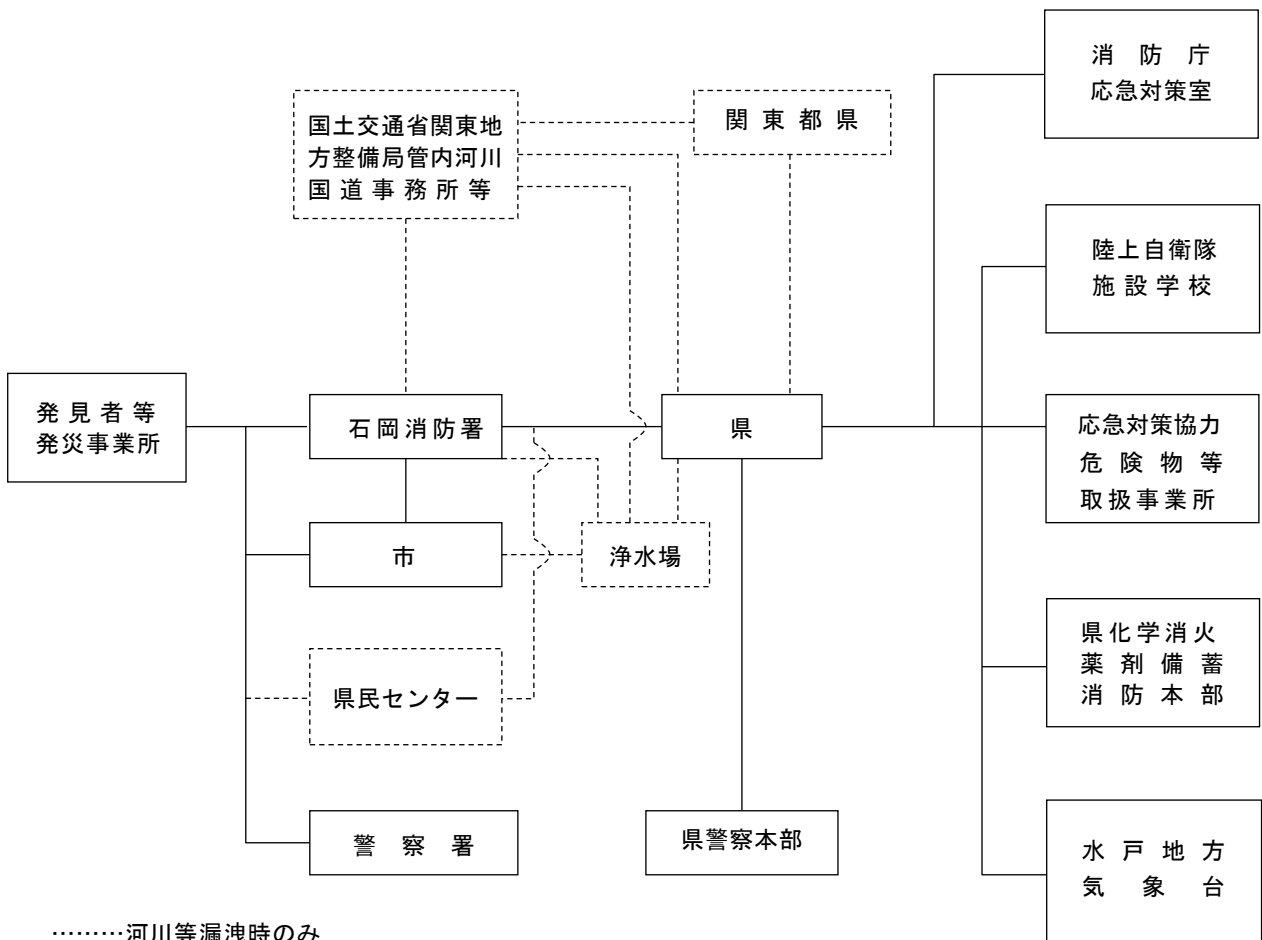 消防庁
応急対策室
国土交通省関東地
方整備局管内河川
国道事務所等
関東都県
陸上自衛隊
施設学校
発見者等
発災事業所
石岡消防署
県
応急対策協力
危険物等
取扱事業所
市
浄水場
県民センター
県化学消火
薬剤備蓄
消防本部
警察署
県警察本部
水戸地方
気象台
………河川等漏洩時のみ